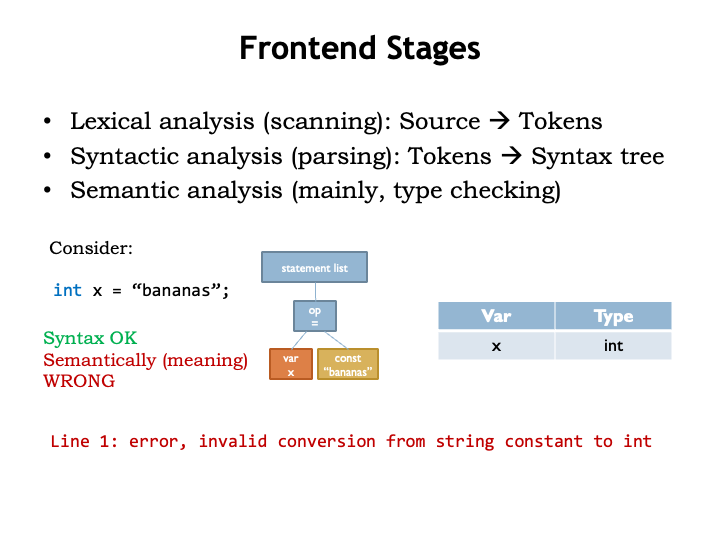 Frontend Stages
• Lexical analysis (scanning): Source → Tokens
• Syntactic analysis (parsing): Tokens → Syntax tree
• Semantic analysis (mainly, type checking)
Consider:
int x = “bananas”;
Syntax OK
Semantically (meaning)
WRONG
statement list
op
=
var
x
const
“bananas”
Var Type
x int
Line 1: error, invalid conversion from string constant to int